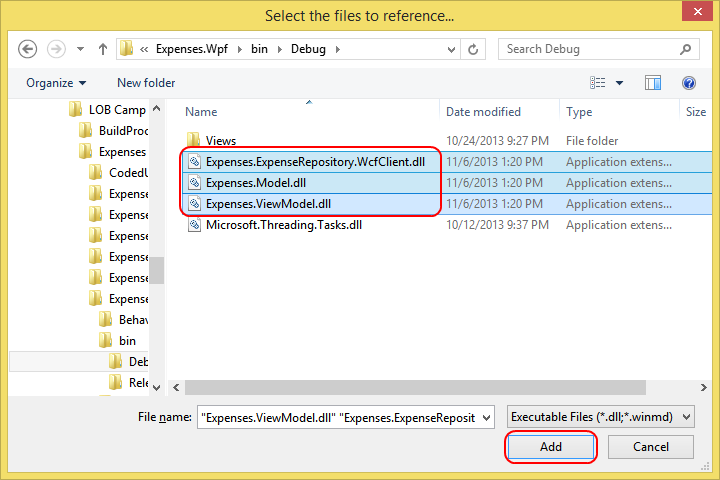 Select the files to reference...
« Expenses.Wpf bin Debug
Search Debug
Organize New folder
Name Date modified Type Size
LOB Camp
BuildProc
Expenses
CodedU
Expense
Expense
Expense
Expense
Expense
Expense
Behav
bin
Deb
Rele
Views 10/24/2013 9:27 PM File folder
Expenses.ExpenseRepository.WcfClient.dll 11/6/2013 1:20 PM Application extens...
Expenses.Model.dll 11/6/2013 1:20 PM Application extens...
Expenses.ViewModel.dll 11/6/2013 1:20 PM Application extens...
Microsoft.Threading.Tasks.dll 10/12/2013 9:37 PM Application extens...
File name: "Expenses.ViewModel.dll" "Expenses.ExpenseReposit
Executable Files (*.dll;*.winmd)
Add Cancel